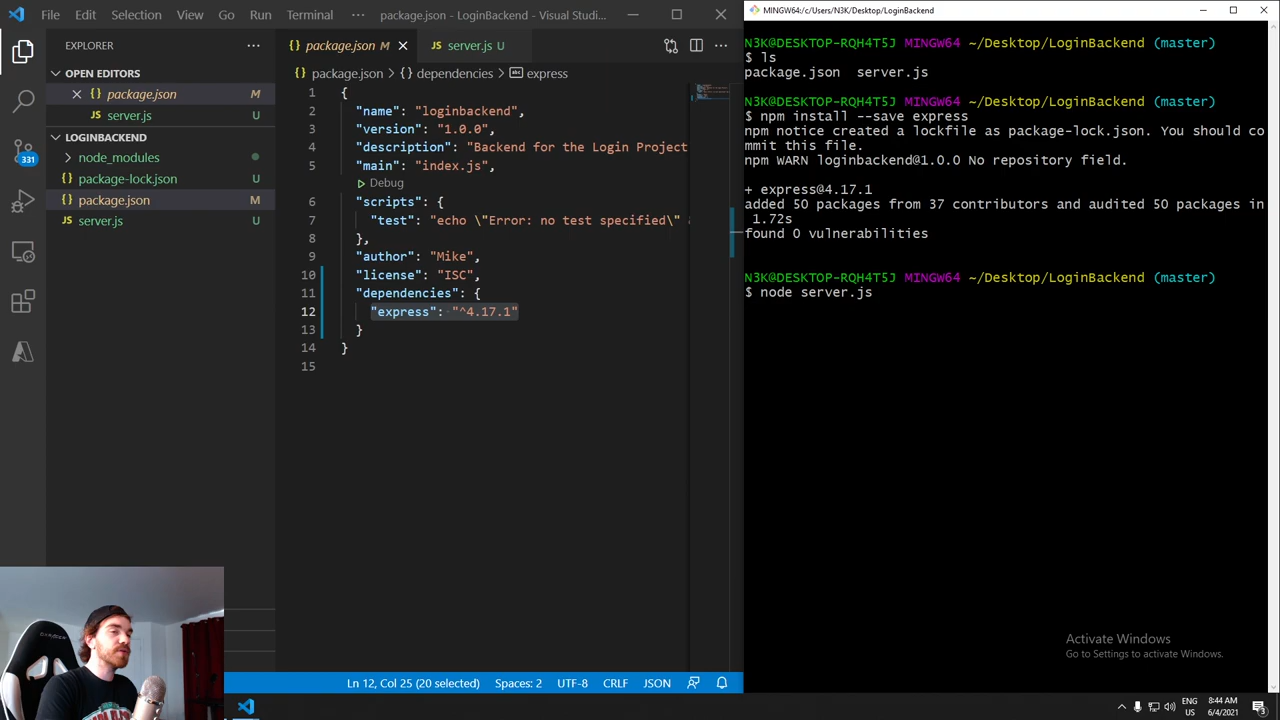 File Edit Selection View Go Run Terminal ··· package.json - LoginBackend - Visual Studio...
EXPLORER
OPEN EDITORS
package.json M
server.js U
LOGINBACKEND
node_modules
package-lock.json U
package.json M
server.js U
331
package.json M server.js U
package.json dependencies express
1 {
2 "name": "loginbackend",
3 "version": "1.0.0",
4 "description": "Backend for the Login Project
5 "main": "index.js",
Debug
6 "scripts": {
7 "test": "echo \"Error: no test specified\"
8 },
9 "author": "Mike",
10 "license": "ISC",
11 "dependencies": {
12 "express": "^4.17.1"
13 }
14 }
15
Ln 12, Col 25 (20 selected) Spaces: 2 UTF-8 CRLF JSON
MINGW64:/c/Users/N3K/Desktop/LoginBackend
N3K@DESKTOP-RQH4T5J MINGW64 ~/Desktop/LoginBackend (master)
$ ls
package.json server.js
N3K@DESKTOP-RQH4T5J MINGW64 ~/Desktop/LoginBackend (master)
$ npm install --save express
npm notice created a lockfile as package-lock.json. You should co
mmit this file.
npm WARN loginbackend@1.0.0 No repository field.
+ express@4.17.1
added 50 packages from 37 contributors and audited 50 packages in
1.72s
found 0 vulnerabilities
N3K@DESKTOP-RQH4T5J MINGW64 ~/Desktop/LoginBackend (master)
$ node server.js
Activate Windows
Go to Settings to activate Windows.
ENG
US
8:44 AM
6/4/2021
3